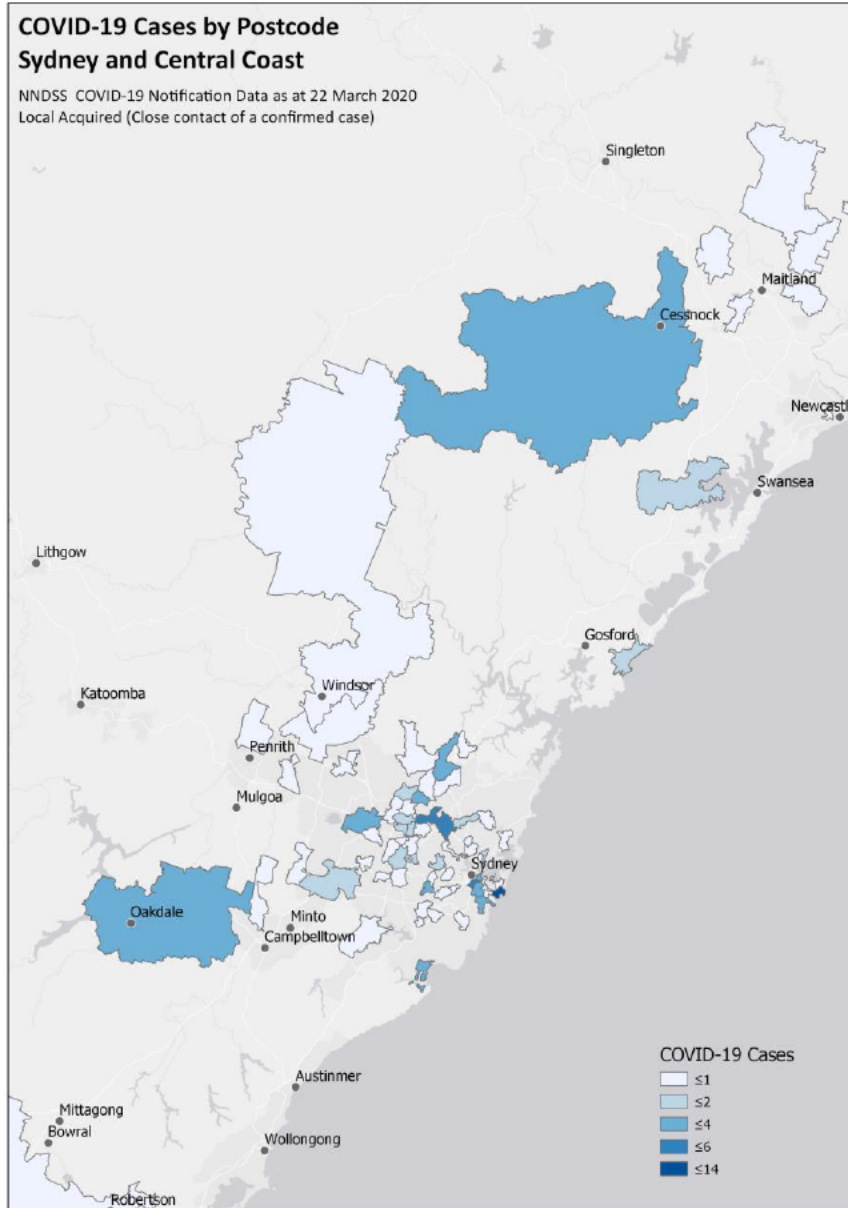 COVID-19 Cases by Postcode
Sydney and Central Coast
NNDSS COVID-19 Notification Data as at 22 March 2020
Local Acquired (Close contact of a confirmed case)
Singleton
Maitland
Cessnock
Newcastl
Swansea
Lithgow
Gosford
Windsor
Katoomba
Penrith
Mulgoa
Sydney
Oakdale
Minto
Campbelltown
COVID-19 Cases
≤1
≤2
≤4
≤6
≤14
Austinmer
Mittagong
Bowral
Wollongong
Robertson